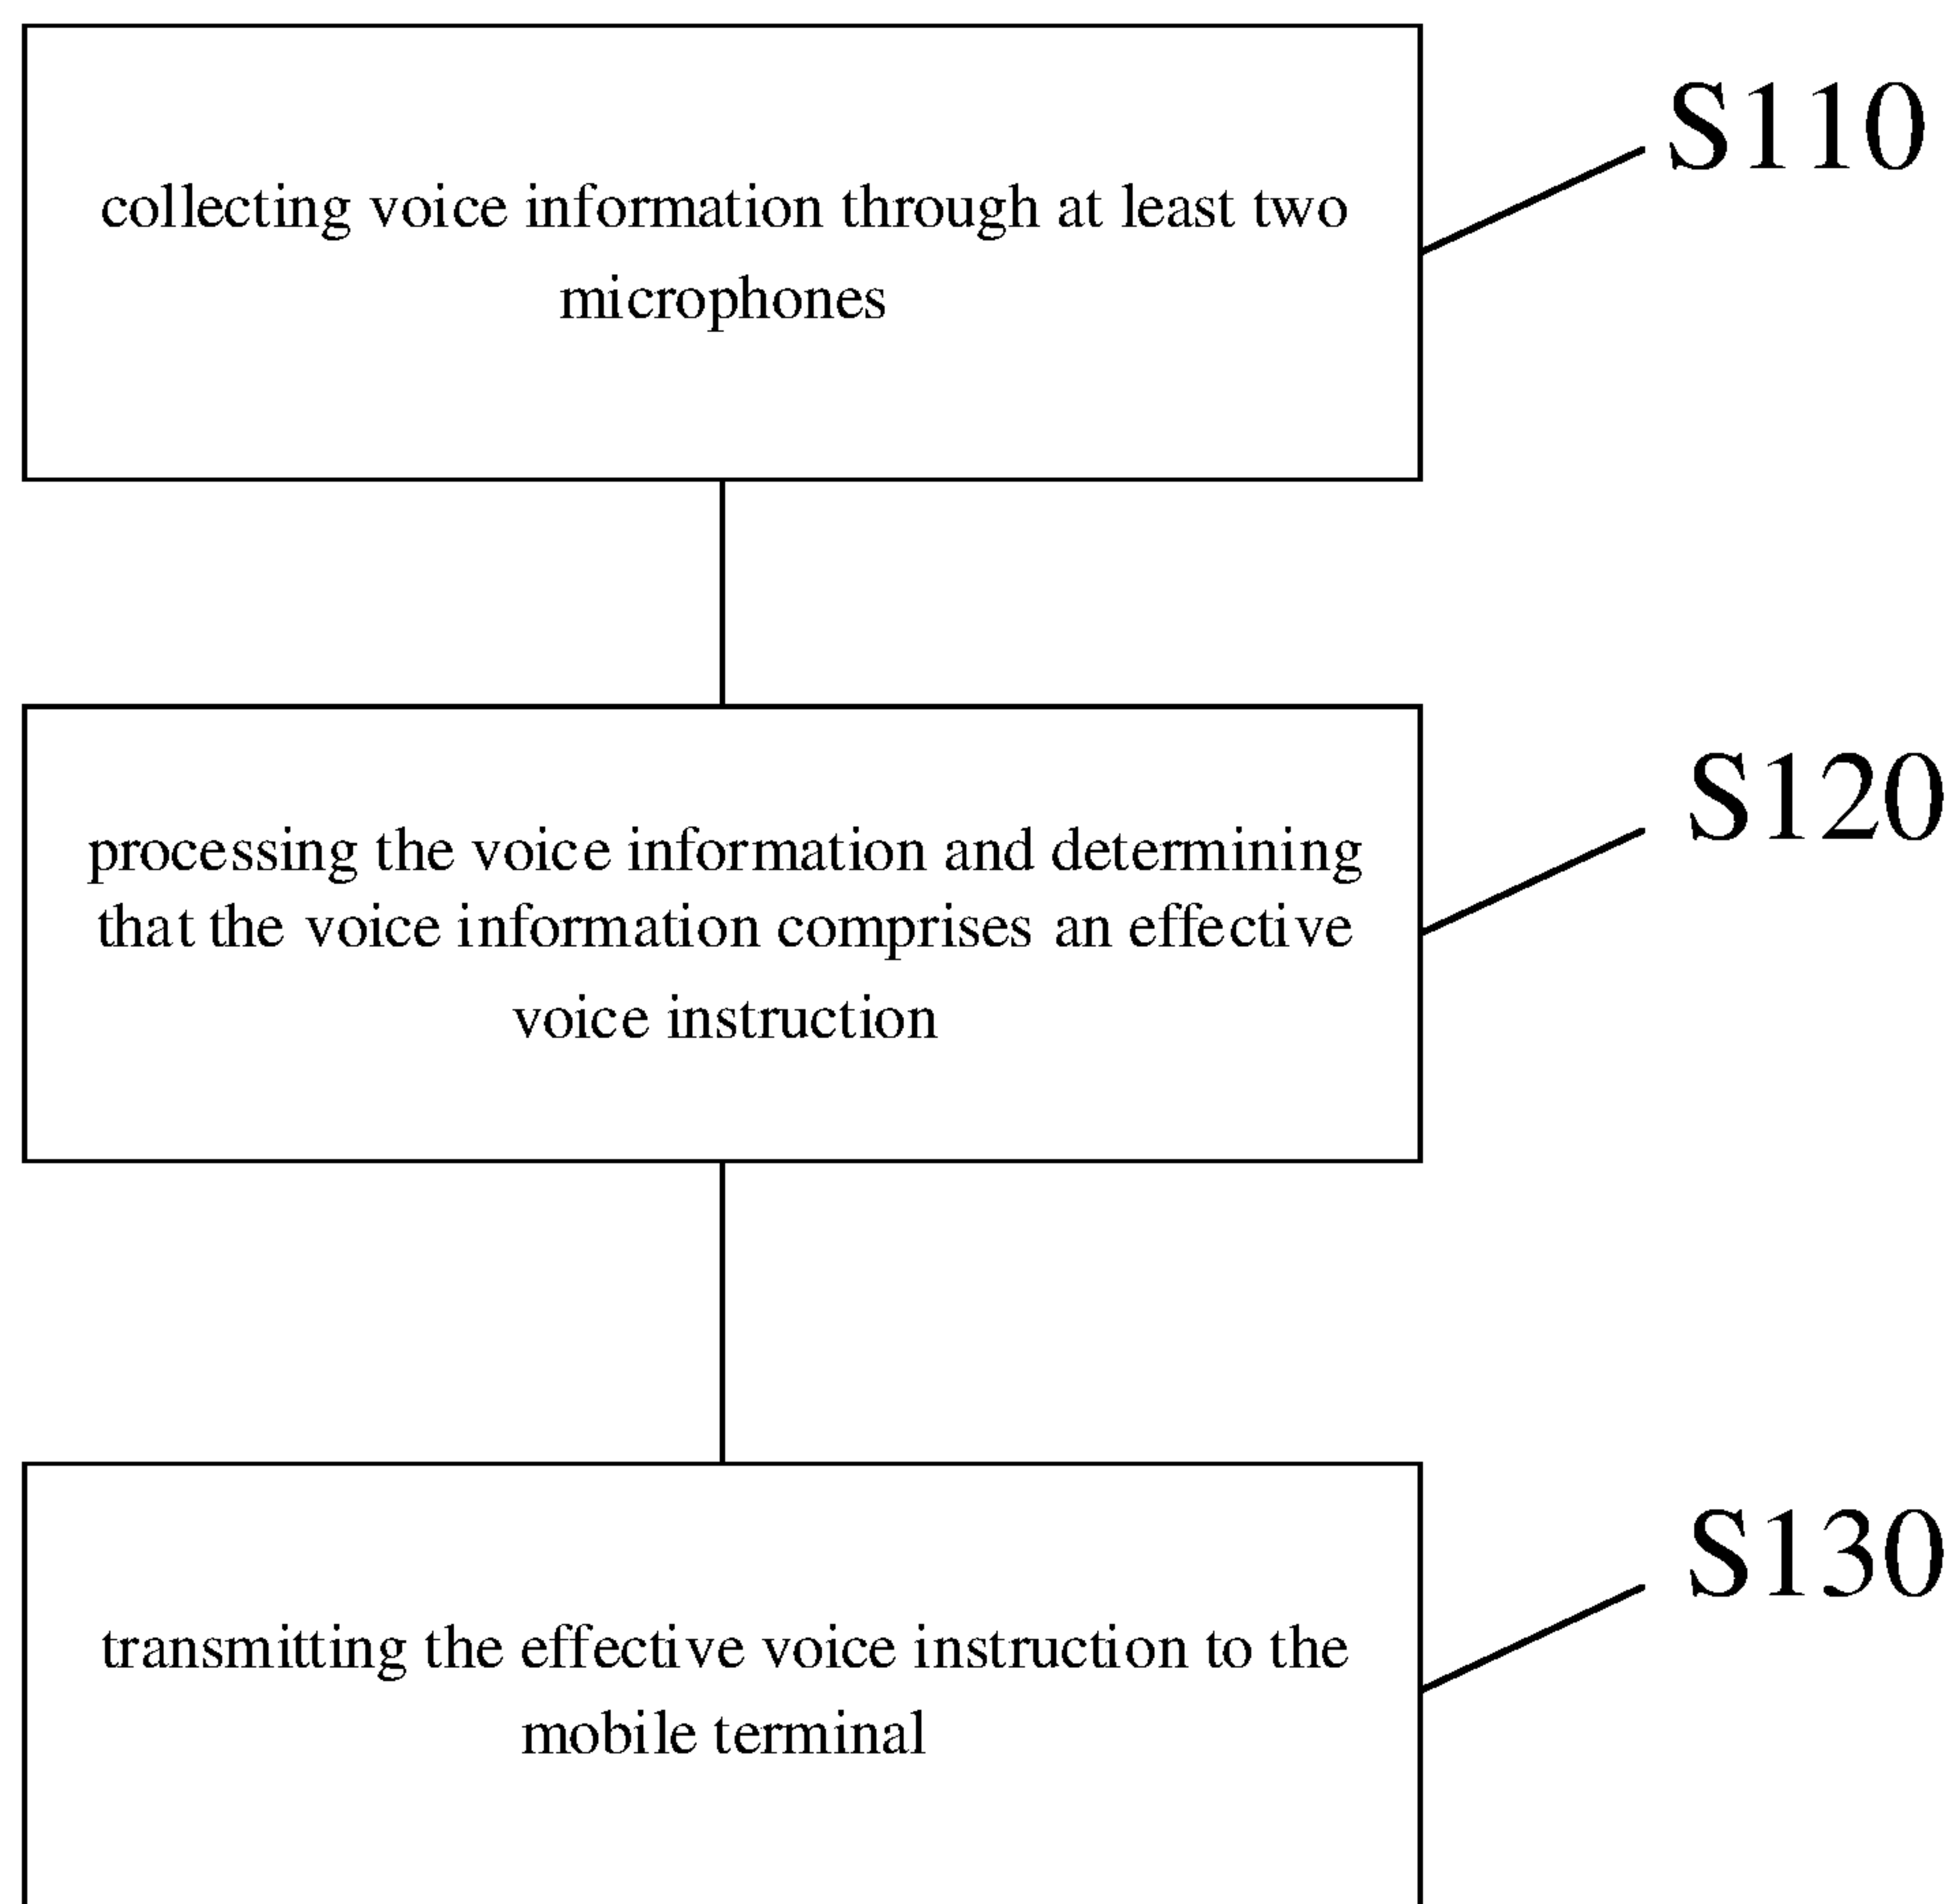 S110
collecting voice information through at least two
microphones
S120
processing the voice information and determining
that the voice information comprises an effective
voice instruction
S130
transmitting the effective voice instruction to the
mobile terminal